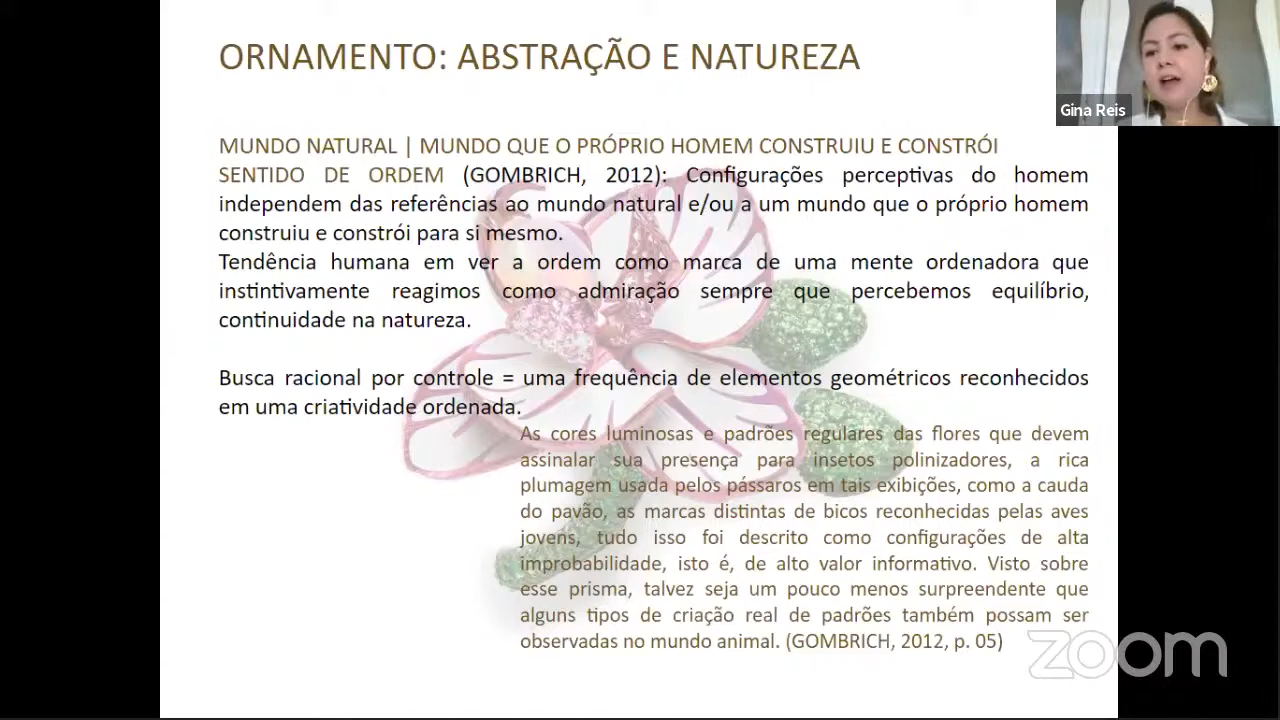 ORNAMENTO: ABSTRAÇÃO E NATUREZA
Gina Reis
MUNDO NATURAL | MUNDO QUE O PRÓPRIO HOMEM CONSTRUIU E CONSTRÓI
SENTIDO DE ORDEM (GOMBRICH, 2012): Configurações perceptivas do homem
independem das referências ao mundo natural e/ou a um mundo que o próprio homem
construiu e constrói para si mesmo.
Tendência humana em ver a ordem como marca de uma mente ordenadora que
instintivamente reagimos como admiração sempre que percebemos equilíbrio,
continuidade na natureza.
Busca racional por controle = uma frequência de elementos geométricos reconhecidos
em uma criatividade ordenada.
As cores luminosas e padrões regulares das flores que devem
assinalar sua presença para insetos polinizadores, a rica
plumagem usada pelos pássaros em tais exibições, como a cauda
do pavão, as marcas distintas de bicos reconhecidas pelas aves
jovens, tudo isso foi descrito como configurações de alta
improbabilidade, isto é, de alto valor informativo. Visto sobre
esse prisma, talvez seja um pouco menos surpreendente que
alguns tipos de criação real de padrões também possam ser
observadas no mundo animal. (GOMBRICH, 2012, p. 05)
zoom